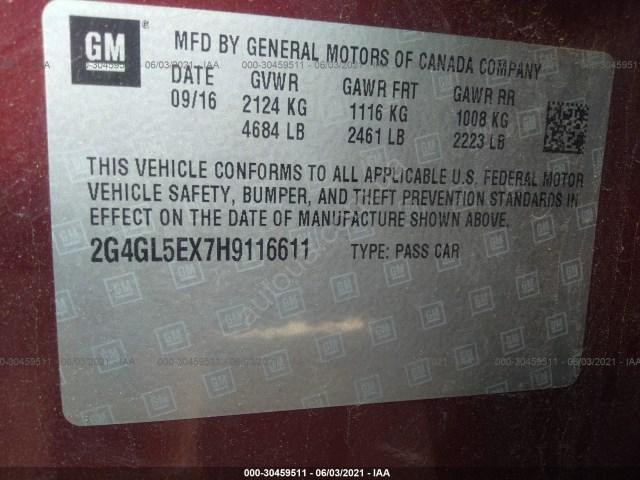 GM MFD BY GENERAL MOTORS OF CANADA COMPANY
DATE GVWR GAWR FRT GAWR RR
09/16 2124 KG 1116 KG 1008 KG
4684 LB 2461 LB 2223 LB
THIS VEHICLE CONFORMS TO ALL APPLICABLE U.S. FEDERAL MOTOR
VEHICLE SAFETY, BUMPER, AND THEFT PREVENTION STANDARDS IN
EFFECT ON THE DATE OF MANUFACTURE SHOWN ABOVE.
2G4GL5EX7H9116611 TYPE: PASS CAR
000-30459511 - 06/03/2021 - IAA